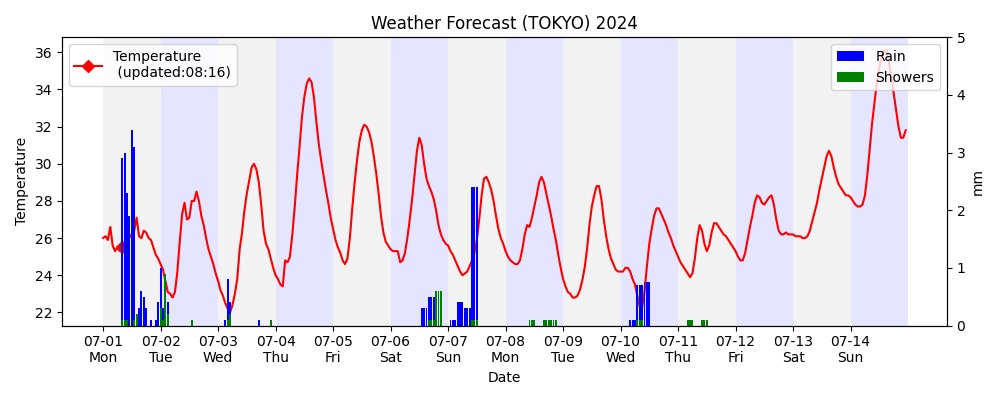 Weather Forecast (TOKYO) 2024
Temperature
(updated:08:16)
Rain
Showers
36
34
32
30
28
26
24
22
Temperature
5
4
3
2
1
0
mm
07-01 07-02 07-03 07-04 07-05 07-06 07-07 07-08 07-09 07-10 07-11 07-12 07-13 07-14
Mon Tue Wed Thu Fri Sat Sun Mon Tue Wed Thu Fri Sat Sun
Date